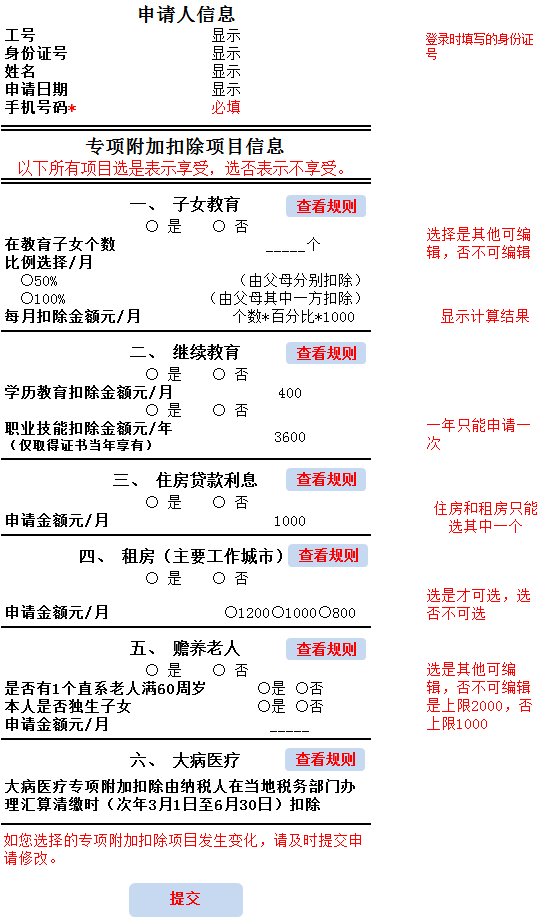 申请人信息
工号 显示
登录时填写的身份证号
身份证号 显示
姓名 显示
申请日期 显示
手机号码* 必填
专项附加扣除项目信息
以下所有项目选是表示享受，选否表示不享受。
一、 子女教育 查看规则
○ 是 ○ 否
选择是其他可编辑，否不可编辑
在教育子女个数 _____个
比例选择/月
○50% （由父母分别扣除）
○100% （由父母其中一方扣除）
每月扣除金额元/月 个数*百分比*1000
显示计算结果
二、 继续教育 查看规则
○ 是 ○ 否
学历教育扣除金额元/月 400
○ 是 ○ 否
职业技能扣除金额元/年 3600
（仅取得证书当年享有）
一年只能申请一次
三、 住房贷款利息 查看规则
○ 是 ○ 否
申请金额元/月 1000
住房和租房只能选其中一个
四、 租房（主要工作城市） 查看规则
○ 是 ○ 否
申请金额元/月 ○1200○1000○800
选是才可选，选否不可选
五、 赡养老人 查看规则
○ 是 ○ 否
是否有1个直系老人满60周岁 ○是 ○否
本人是否独生子女 ○是 ○否
申请金额元/月 _____
选是其他可编辑，否不可编辑
是上限2000，否上限1000
六、 大病医疗 查看规则
大病医疗专项附加扣除由纳税人在当地税务部门办
理汇算清缴时（次年3月1日至6月30日）扣除
如您选择的专项附加扣除项目发生变化，请及时提交申
请修改。
提交